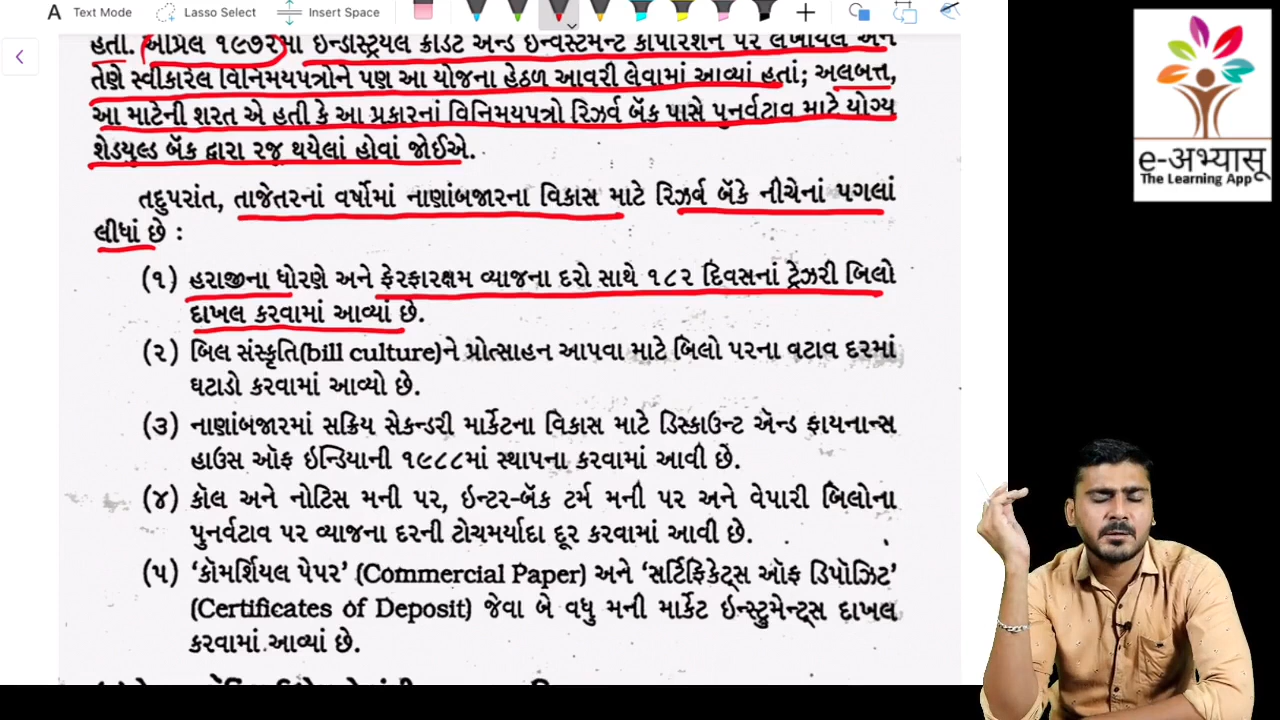 A Text Mode Lasso Select Insert Space
હતી. એપ્રિલ ૧૯૭૨માં ઇન્ડસ્ટ્રિયલ ક્રેડિટ અન્ડ ઇન્વેસ્ટમેન્ટ કોર્પોરેશન પર લખાયેલ અને
તેણે સ્વીકારેલ વિનિમયપત્રોને પણ આ યોજના હેઠળ આવરી લેવામાં આવ્યાં હતાં; અલબત્ત,
આ માટેની શરત એ હતી કે આ પ્રકારનાં વિનિમયપત્રો રિઝર્વ બૅંક પાસે પુનર્વટાવ માટે યોગ્ય
શેડયુલ્ડ બૅંક દ્વારા રજૂ થયેલાં હોવાં જોઈએ.
તદુપરાંત, તાજેતરનાં વર્ષોમાં નાણાંબજારના વિકાસ માટે રિઝર્વ બૅંકે નીચેનાં પગલાં
લીધાં છે :
(૧) હરાજીના ધોરણે અને ફેરફારક્ષમ વ્યાજના દરો સાથે ૧૮૨ દિવસનાં ટ્રેઝરી બિલો
દાખલ કરવામાં આવ્યાં છે.
(૨) બિલ સંસ્કૃતિ(bill culture)ને પ્રોત્સાહન આપવા માટે બિલો પરના વટાવ દરમાં
ઘટાડો કરવામાં આવ્યો છે.
(૩) નાણાંબજારમાં સક્રિય સેકન્ડરી માર્કેટના વિકાસ માટે ડિસ્કાઉન્ટ ઍન્ડ ફાયનાન્સ
હાઉસ ઑફ ઇન્ડિયાની ૧૯૮૮માં સ્થાપના કરવામાં આવી છે.
(૪) કૉલ અને નોટિસ મની પર, ઇન્ટર-બૅંક ટર્મ મની પર અને વેપારી બિલોના
પુનર્વટાવ પર વ્યાજના દરની ટોચમર્યાદા દૂર કરવામાં આવી છે.
(૫) ‘કૉમર્શિયલ પેપર’ (Commercial Paper) અને ‘સર્ટિફિકેટ્સ ઑફ ડિપૉઝિટ’
(Certificates of Deposit) જેવા બે વધુ મની માર્કેટ ઇન્સ્ટ્રુમેન્ટ્સ દાખલ
કરવામાં આવ્યાં છે.
e-અભ્યાસૂ
The Learning App